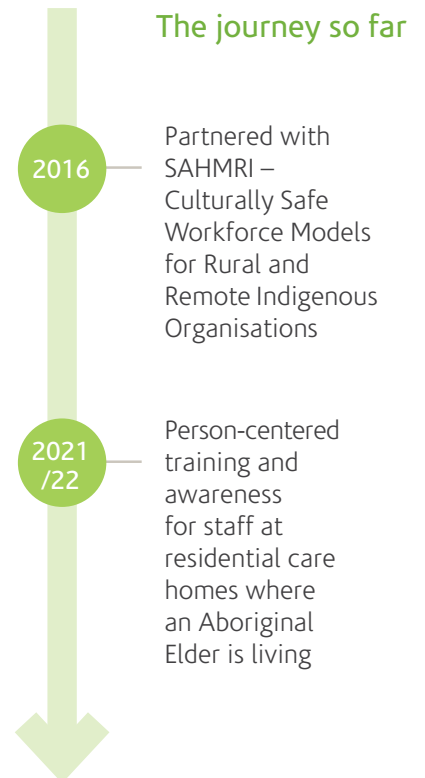 The journey so far
2016
Partnered with
SAHMRI –
Culturally Safe
Workforce Models
for Rural and
Remote Indigenous
Organisations
2021
/22
Person-centered
training and
awareness
for staff at
residential care
homes where
an Aboriginal
Elder is living